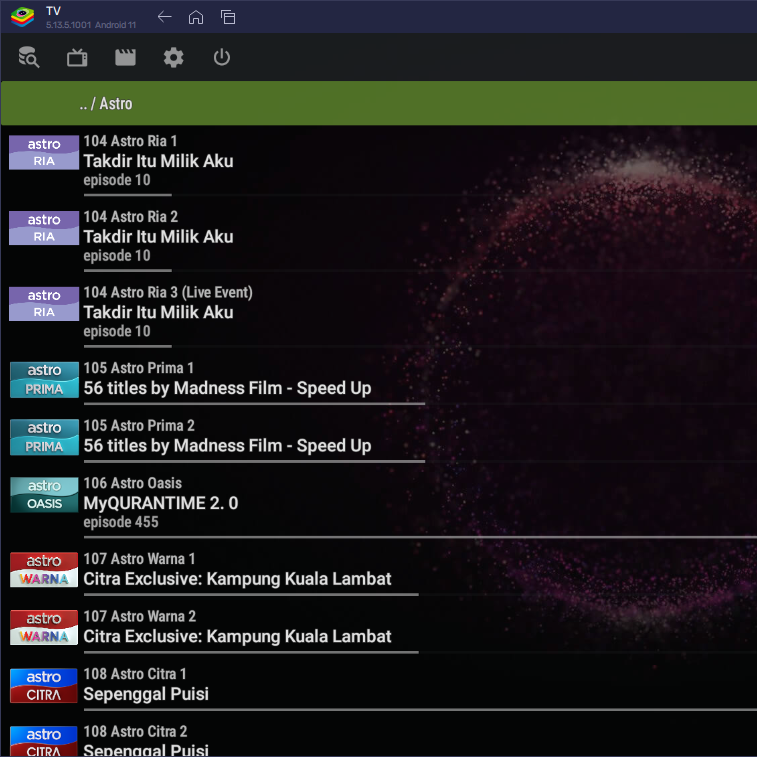 TV
5.13.5.1001 Android 11
.. / Astro
astro
RIA
104 Astro Ria 1
Takdir Itu Milik Aku
episode 10
astro
RIA
104 Astro Ria 2
Takdir Itu Milik Aku
episode 10
astro
RIA
104 Astro Ria 3 (Live Event)
Takdir Itu Milik Aku
episode 10
astro
PRIMA
105 Astro Prima 1
56 titles by Madness Film - Speed Up
astro
PRIMA
105 Astro Prima 2
56 titles by Madness Film - Speed Up
astro
OASIS
106 Astro Oasis
MyQURANTIME 2. 0
episode 455
astro
WARNA
107 Astro Warna 1
Citra Exclusive: Kampung Kuala Lambat
astro
WARNA
107 Astro Warna 2
Citra Exclusive: Kampung Kuala Lambat
astro
CITRA
108 Astro Citra 1
Sepenggal Puisi
astro
CITRA
108 Astro Citra 2
Sepenggal Puisi